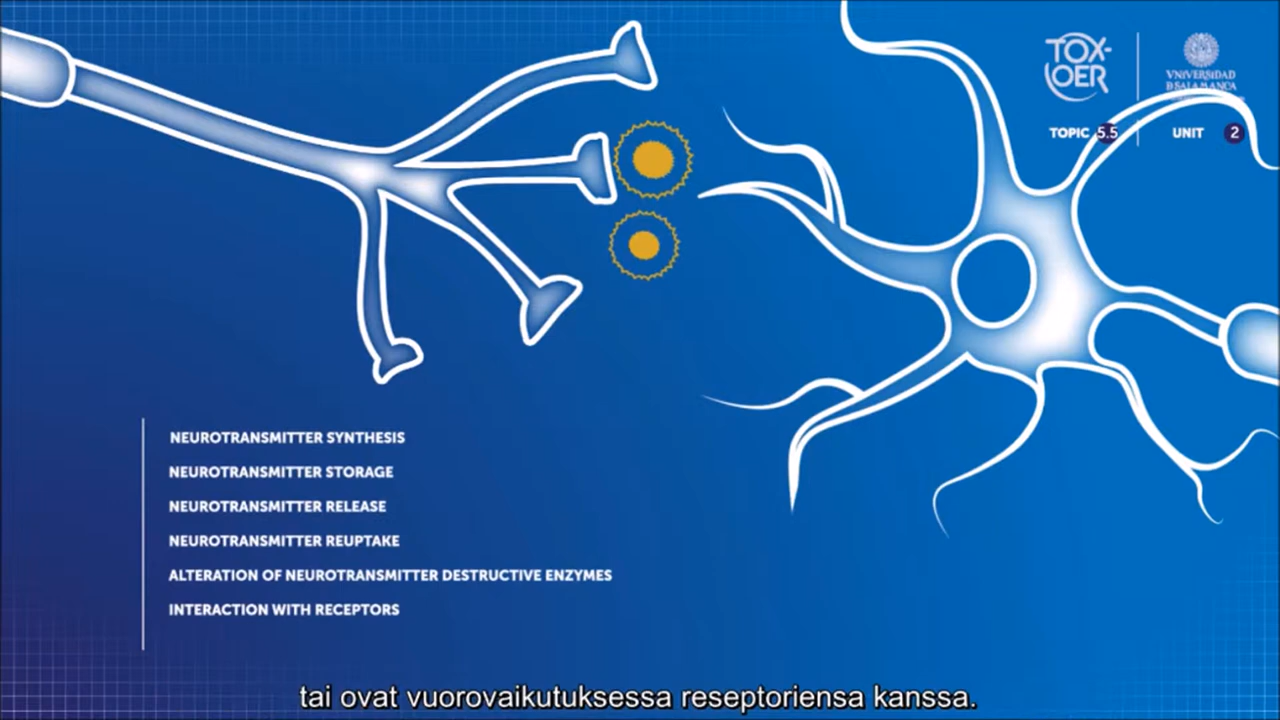 TOX-
OER
VNIVERSIDAD
D SALAMANCA
TOPIC 5.5
UNIT 2
NEUROTRANSMITTER SYNTHESIS
NEUROTRANSMITTER STORAGE
NEUROTRANSMITTER RELEASE
NEUROTRANSMITTER REUPTAKE
ALTERATION OF NEUROTRANSMITTER DESTRUCTIVE ENZYMES
INTERACTION WITH RECEPTORS
tai ovat vuorovaikutuksessa reseptoriensa kanssa.